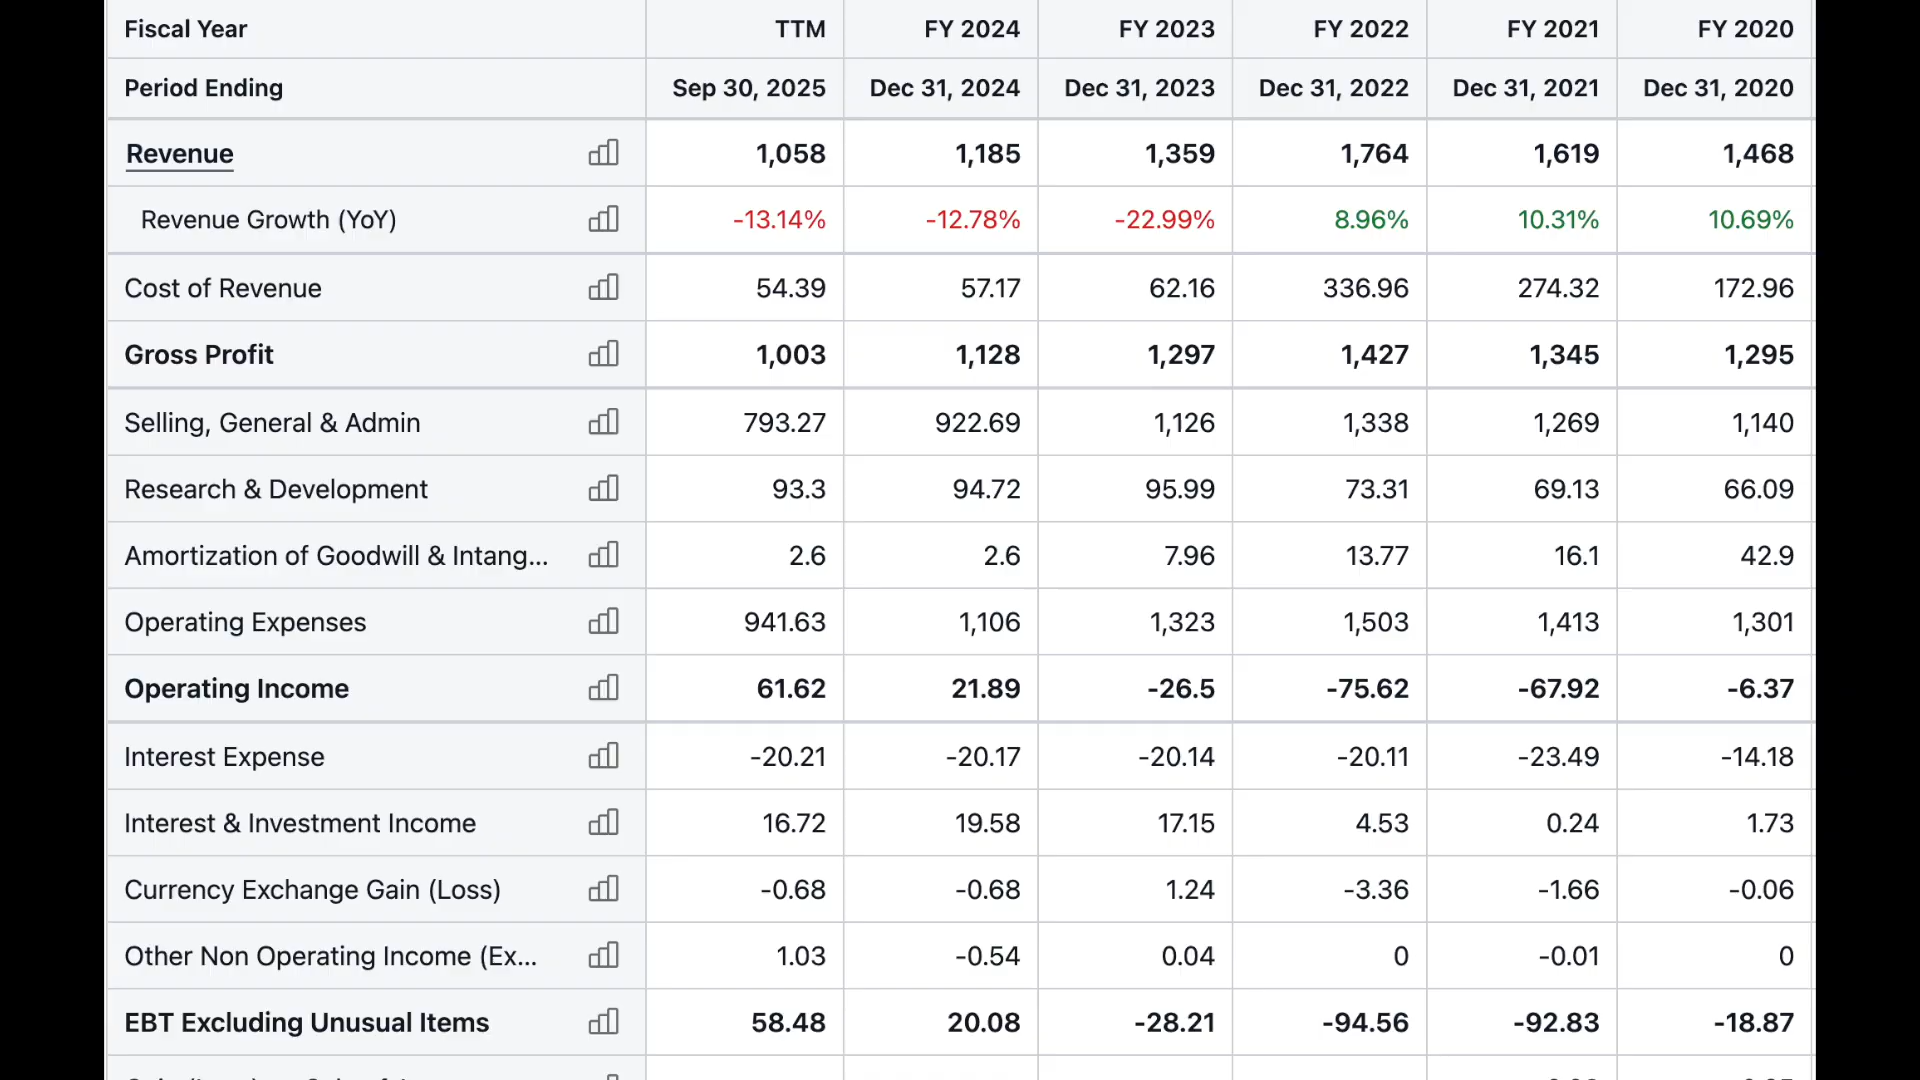 Fiscal Year TTM FY 2024 FY 2023 FY 2022 FY 2021 FY 2020
Period Ending Sep 30, 2025 Dec 31, 2024 Dec 31, 2023 Dec 31, 2022 Dec 31, 2021 Dec 31, 2020
Revenue 1,058 1,185 1,359 1,764 1,619 1,468
Revenue Growth (YoY) -13.14% -12.78% -22.99% 8.96% 10.31% 10.69%
Cost of Revenue 54.39 57.17 62.16 336.96 274.32 172.96
Gross Profit 1,003 1,128 1,297 1,427 1,345 1,295
Selling, General & Admin 793.27 922.69 1,126 1,338 1,269 1,140
Research & Development 93.3 94.72 95.99 73.31 69.13 66.09
Amortization of Goodwill & Intang... 2.6 2.6 7.96 13.77 16.1 42.9
Operating Expenses 941.63 1,106 1,323 1,503 1,413 1,301
Operating Income 61.62 21.89 -26.5 -75.62 -67.92 -6.37
Interest Expense -20.21 -20.17 -20.14 -20.11 -23.49 -14.18
Interest & Investment Income 16.72 19.58 17.15 4.53 0.24 1.73
Currency Exchange Gain (Loss) -0.68 -0.68 1.24 -3.36 -1.66 -0.06
Other Non Operating Income (Ex... 1.03 -0.54 0.04 0 -0.01 0
EBT Excluding Unusual Items 58.48 20.08 -28.21 -94.56 -92.83 -18.87